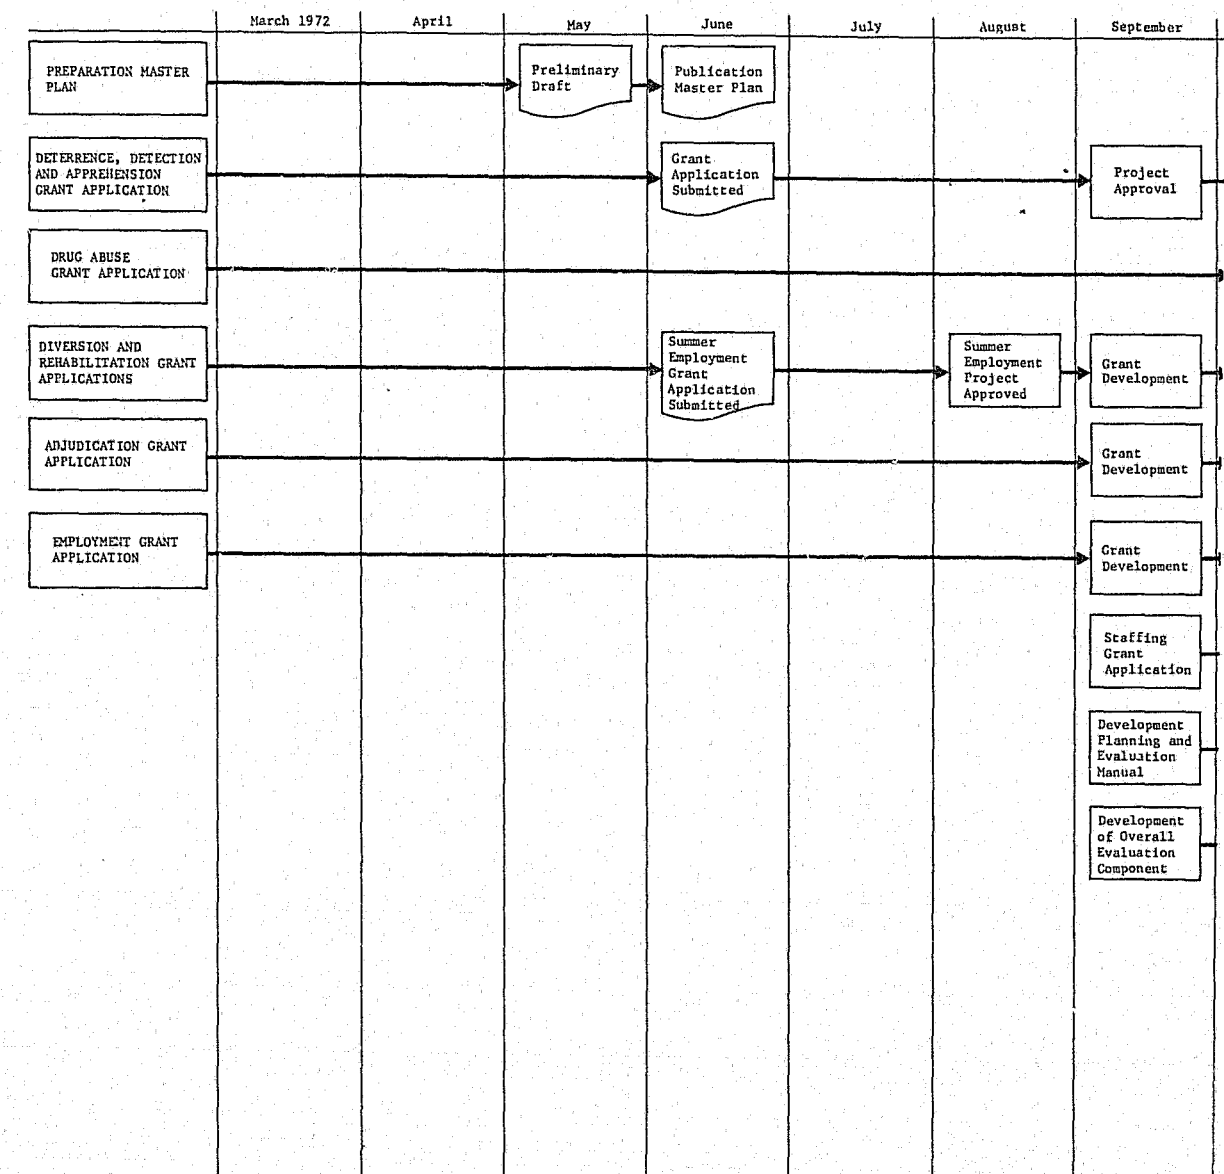 March 1972 April May June July August September
PREPARATION MASTER
PLAN
Preliminary
Draft
Publication
Master Plan
DETERRENCE, DETECTION
AND APPREHENSION
GRANT APPLICATION
Grant
Application
Submitted
Project
Approval
DRUG ABUSE
GRANT APPLICATION
DIVERSION AND
REHABILITATION GRANT
APPLICATIONS
Summer
Employment
Grant
Application
Submitted
Summer
Employment
Project
Approved
Grant
Development
ADJUDICATION GRANT
APPLICATION
Grant
Development
EMPLOYMENT GRANT
APPLICATION
Grant
Development
Staffing
Grant
Application
Development
Planning and
Evaluation
Manual
Development
of Overall
Evaluation
Component